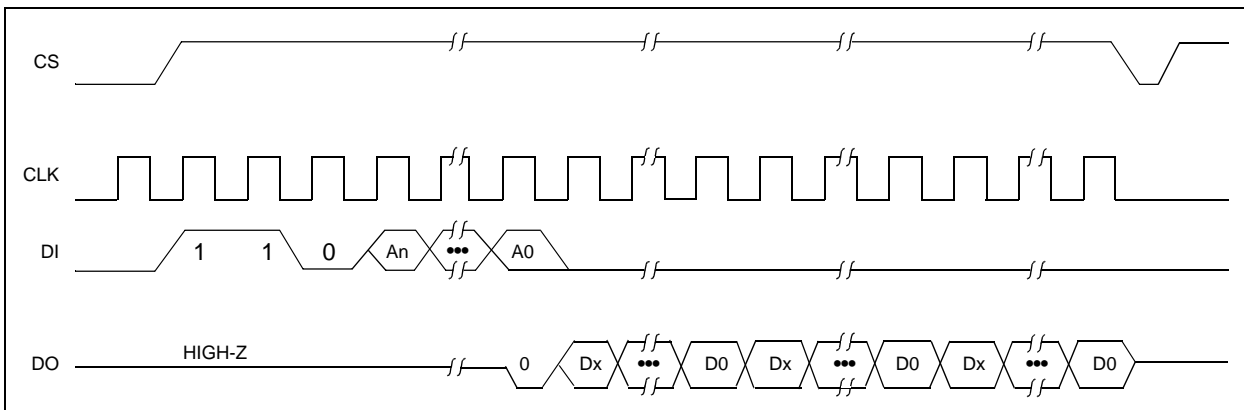 CS
CLK
DI 1 1 0 An ••• A0
HIGH-Z
DO 0 Dx ••• D0 Dx ••• D0 Dx ••• D0